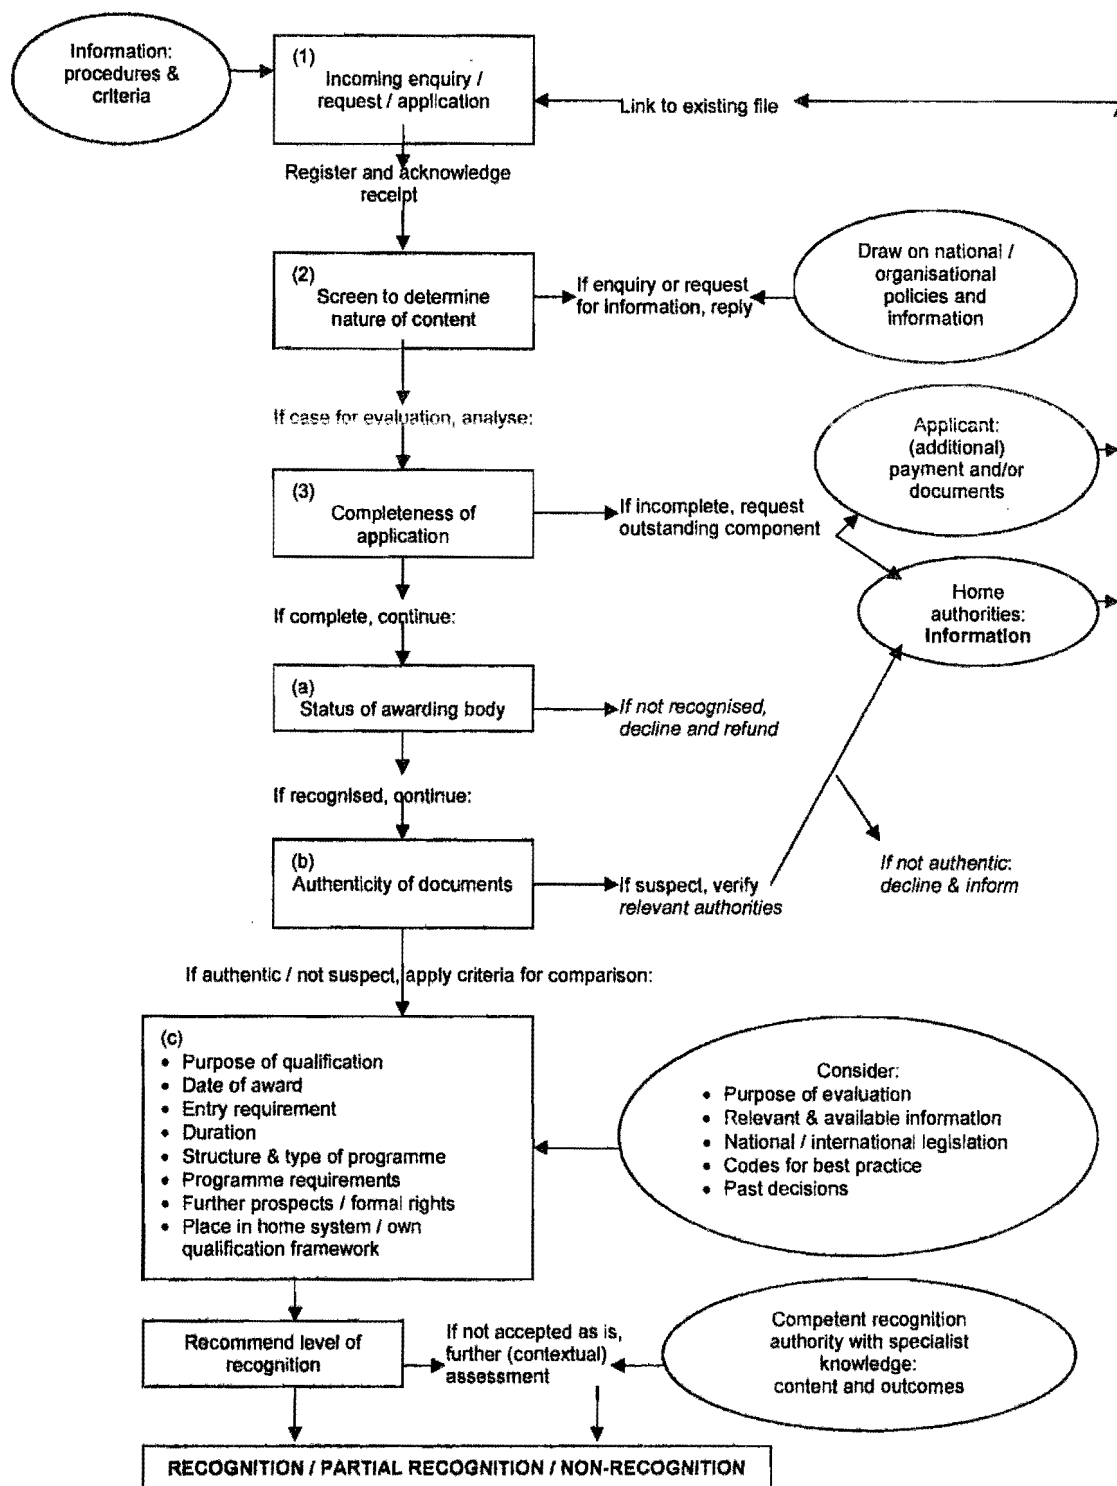 Information:
procedures &
criteria
(1)
Incoming enquiry /
request / application
Link to existing file
Register and acknowledge
receipt
(2)
Screen to determine
nature of content
If enquiry or request
for information, reply
Draw on national /
organisational
policies and
information
If case for evaluation, analyse:
Applicant:
(additional)
payment and/or
documents
(3)
Completeness of
application
If incomplete, request
outstanding component
Home
authorities:
Information
If complete, continue:
(a)
Status of awarding body
If not recognised,
decline and refund
If recognised, continue:
(b)
Authenticity of documents
If suspect, verify
relevant authorities
If not authentic:
decline & inform
If authentic / not suspect, apply criteria for comparison:
(c)
• Purpose of qualification
• Date of award
• Entry requirement
• Duration
• Structure & type of programme
• Programme requirements
• Further prospects / formal rights
• Place in home system / own
qualification framework
Consider:
• Purpose of evaluation
• Relevant & available information
• National / international legislation
• Codes for best practice
• Past decisions
Recommend level of
recognition
If not accepted as is,
further (contextual)
assessment
Competent recognition
authority with specialist
knowledge:
content and outcomes
RECOGNITION / PARTIAL RECOGNITION / NON-RECOGNITION